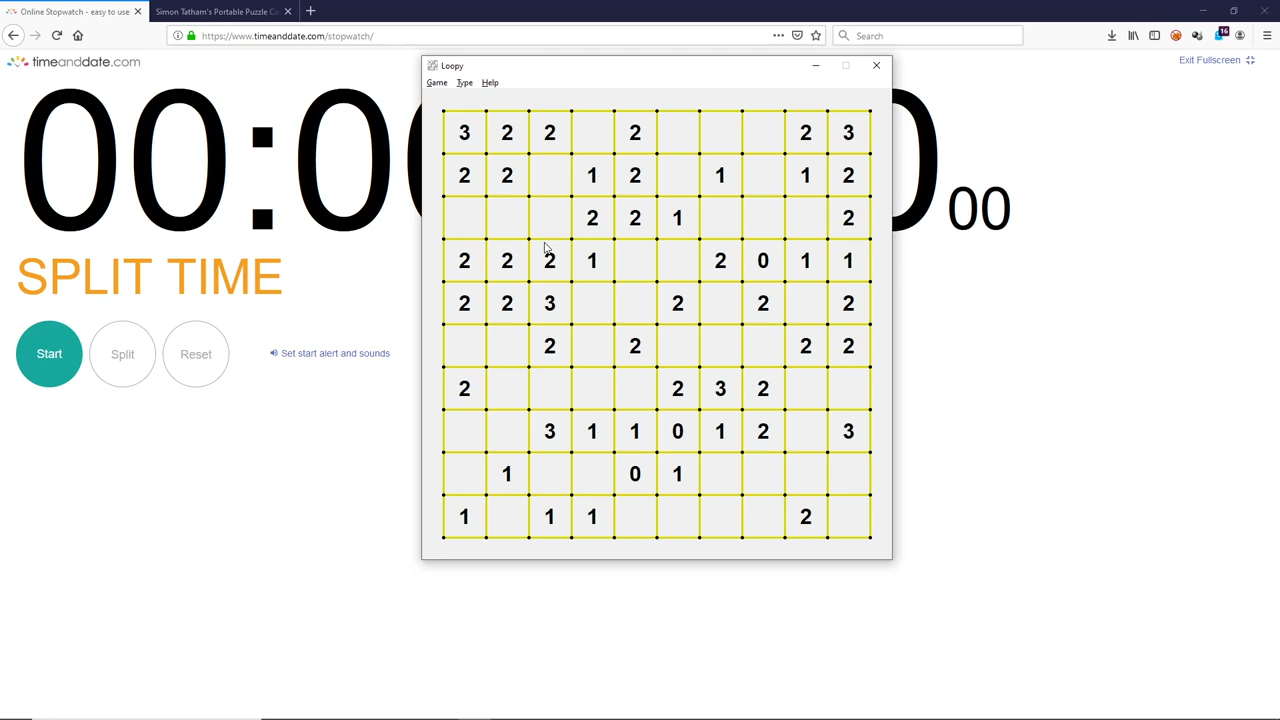 Online Stopwatch - easy to use
Simon Tatham's Portable Puzzle Co
https://www.timeanddate.com/stopwatch/
Search
16
timeanddate.com
Exit Fullscreen
00:00
0
00
SPLIT TIME
Start
Split
Reset
Set start alert and sounds
Loopy
Game Type Help
3 2 2 2 2 3
2 2 1 2 1 1 2
2 2 1 2
2 2 2 1 2 0 1 1
2 2 3 2 2 2
2 2 2 2
2 2 3 2
3 1 1 0 1 2 3
1 0 1
1 1 1 2